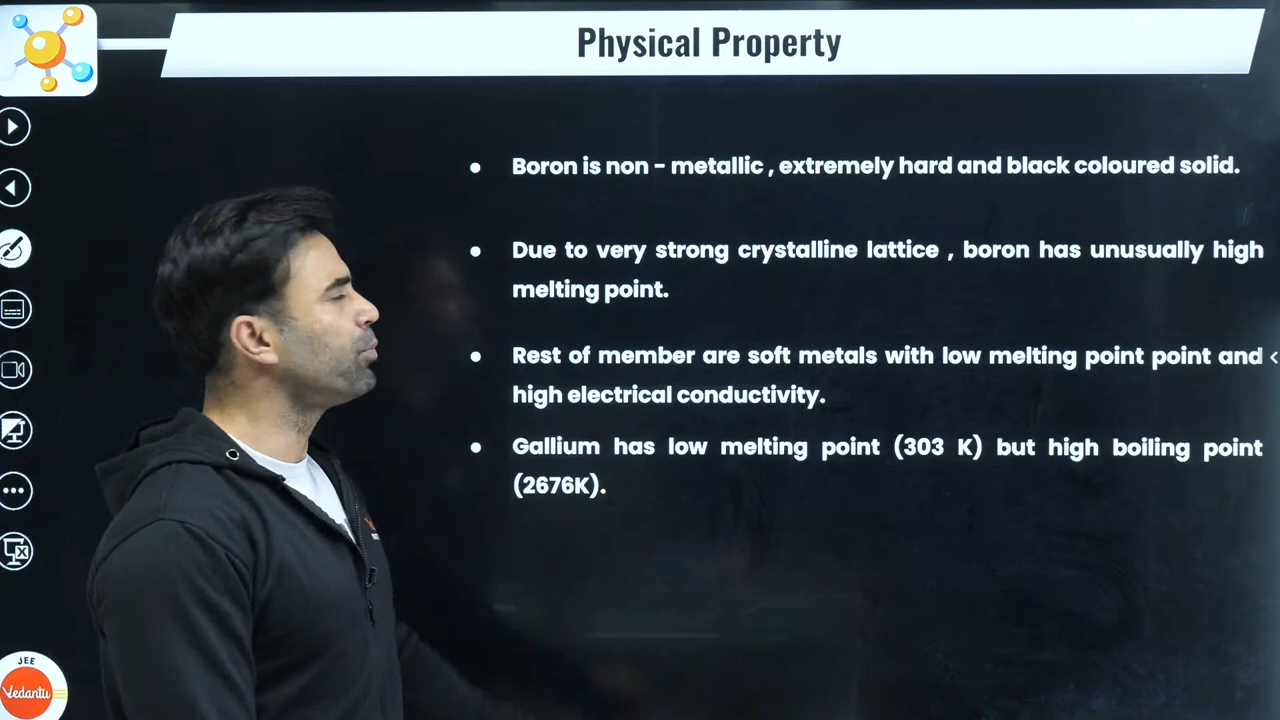 Physical Property
• Boron is non - metallic , extremely hard and black coloured solid.
• Due to very strong crystalline lattice , boron has unusually high
melting point.
• Rest of member are soft metals with low melting point point and
high electrical conductivity.
• Gallium has low melting point (303 K) but high boiling point
(2676K).
JEE
Vedantu